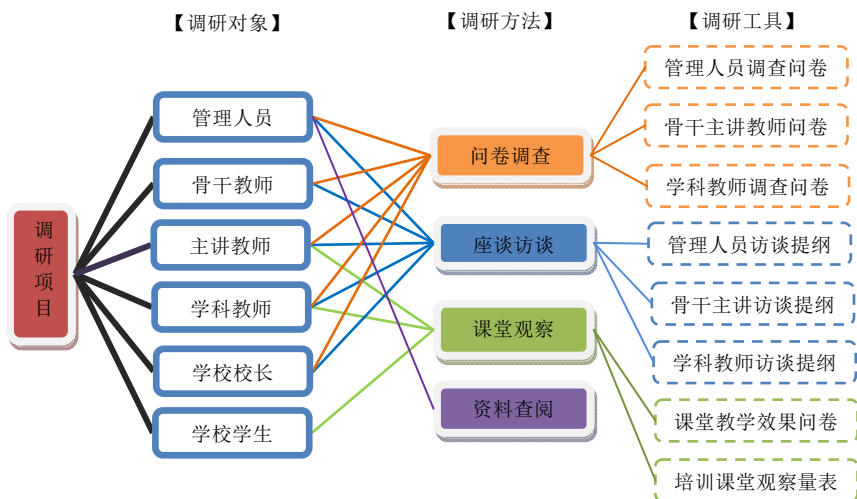 【调研对象】
【调研方法】
【调研工具】
调研项目
管理人员
骨干教师
主讲教师
学科教师
学校校长
学校学生
问卷调查
座谈访谈
课堂观察
资料查阅
管理人员调查问卷
骨干主讲教师问卷
学科教师调查问卷
管理人员访谈提纲
骨干主讲访谈提纲
学科教师访谈提纲
课堂教学效果问卷
培训课堂观察量表